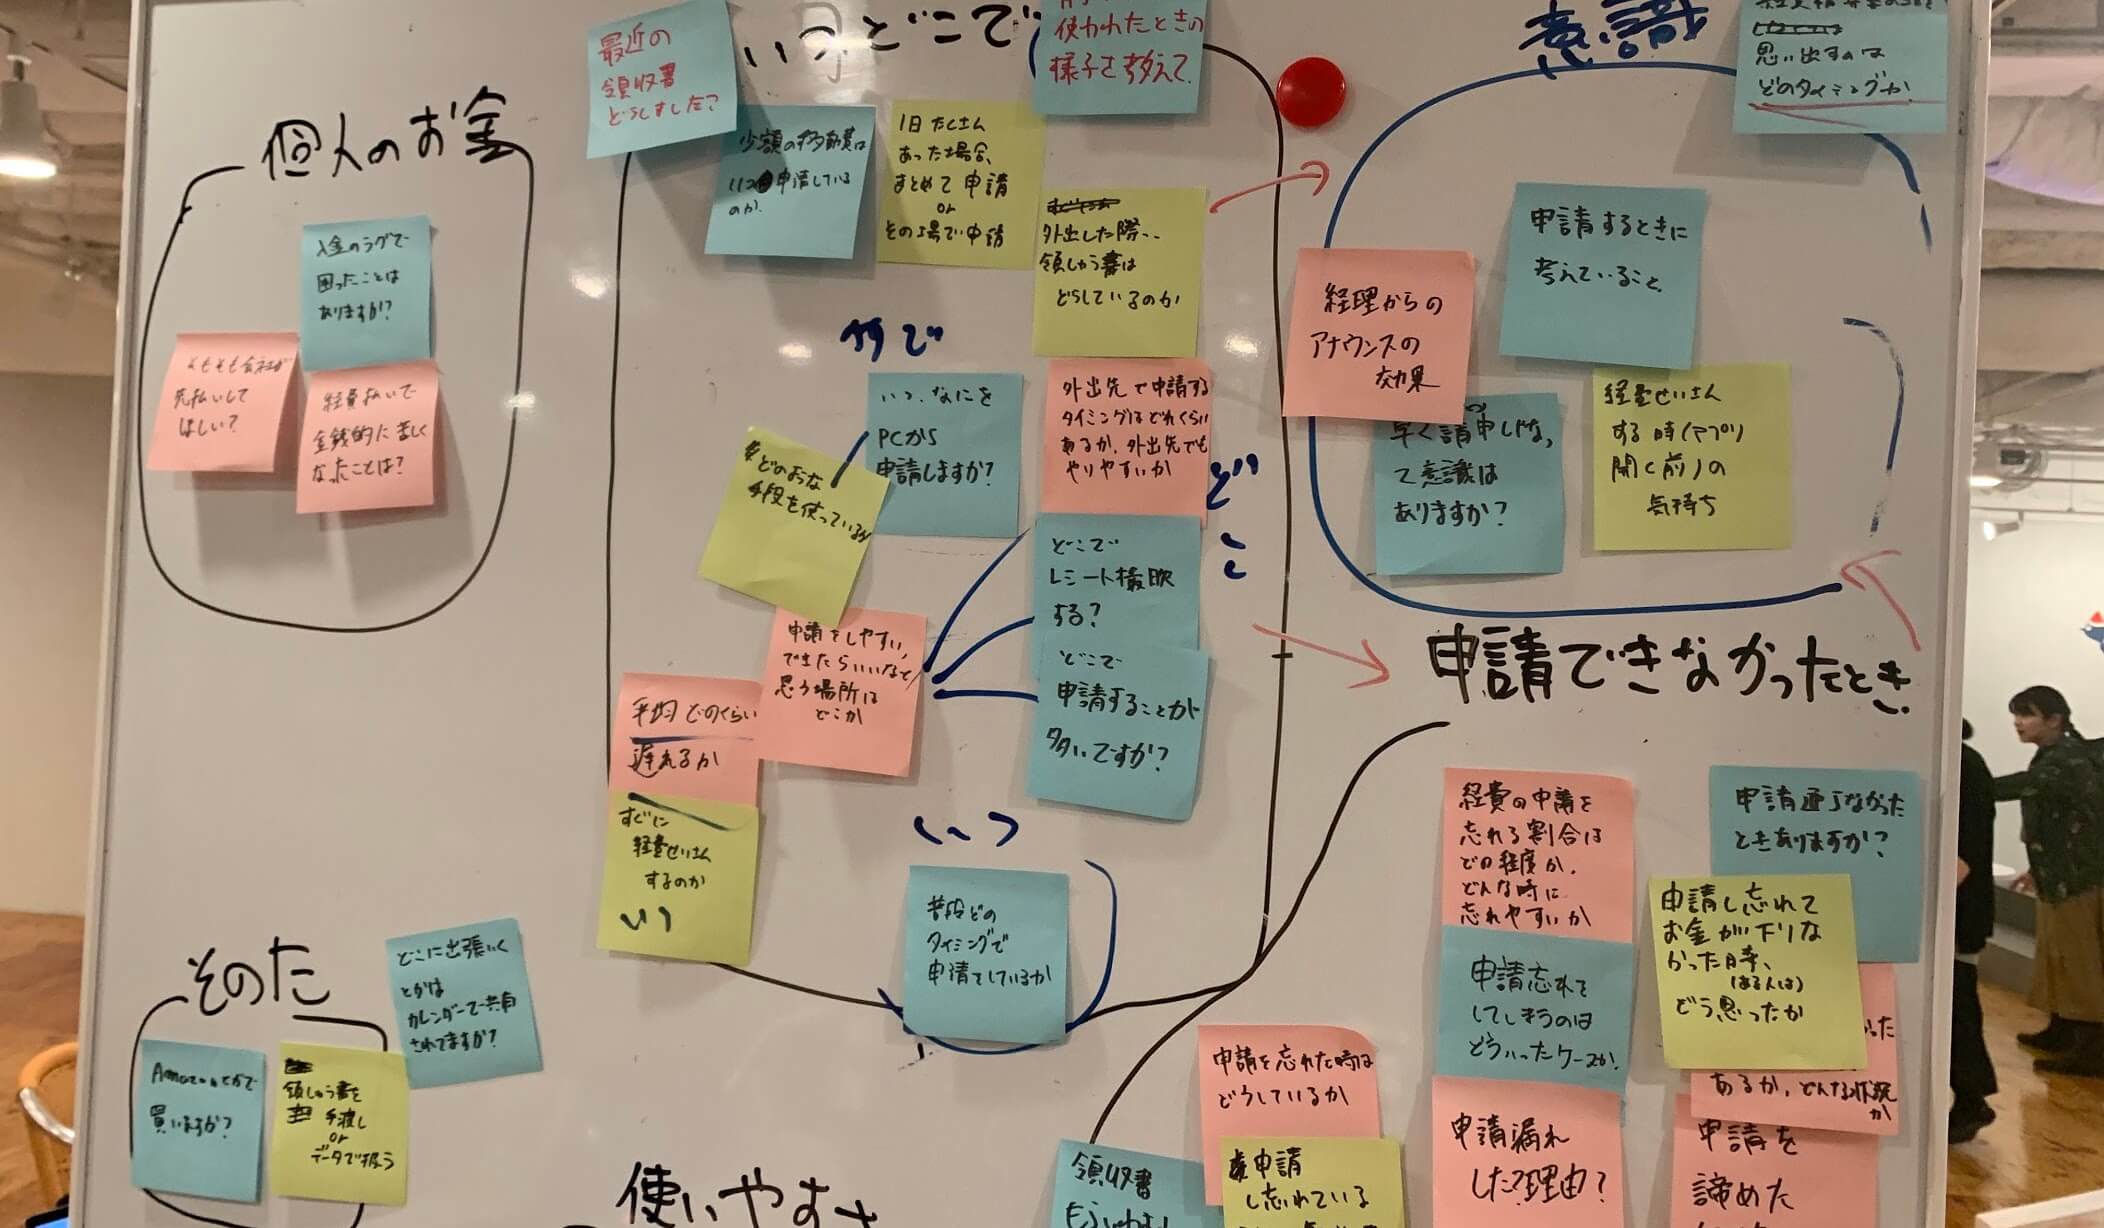 個人のお金
入金のラグで
困ったことは
ありますか?
そもそも会社が
先払いして
ほしい?
経費払いで
金銭的に苦しく
なったことは?
いつどこで
最近の
領収書
どうしました?
使われたときの
様子を考えて
少額の移動費は
いつ申請している
のか
1日たくさん
あった場合、
まとめて申請
or
その場で申請
外出した際、、
領しゅう書は
どうしているのか
いつ、なにを
PCから
申請しますか?
どのような
手段を使っているか
外出先で申請する
タイミングはどれくらい
あるか、外出先でも
やりやすいか
どこ
どこで
レシート撮影
する?
どこで
申請することが
多いですか?
申請をしやすい、
できたらいいなと
思う場所は
どこか
平均どのくらい
遅れるか
すぐに
経費せいさん
するのか
いつ
いつ
普段どの
タイミングで
申請をしているか
意識
思い出すのは
どのタイミングか
申請するときに
考えていること
経理からの
アナウンスの
効果
早く請申しな、
て意識は
ありますか?
経費せいさん
する時(アプリ
開く前)の
気持ち
申請できなかったとき
経費の申請を
忘れる割合は
どの程度か、
どんな時に
忘れやすいか
申請通らなかった
ときありますか?
申請し忘れて
お金が下りな
かった時、
(ある人は)
どう思ったか
申請忘れを
してしまうのは
どういったケースか
った
あるか、どんな状況
か
申請を忘れた時は
どうしているか
申請漏れ
した理由?
申請を
諦めた
領収書
申請
し忘れている
そのた
どこに出張いく
とかは
カレンダーで共有
されてますか?
Amazonとかで
買いますか?
領しゅう書を
手渡し
or
データで扱う
使いやすさ